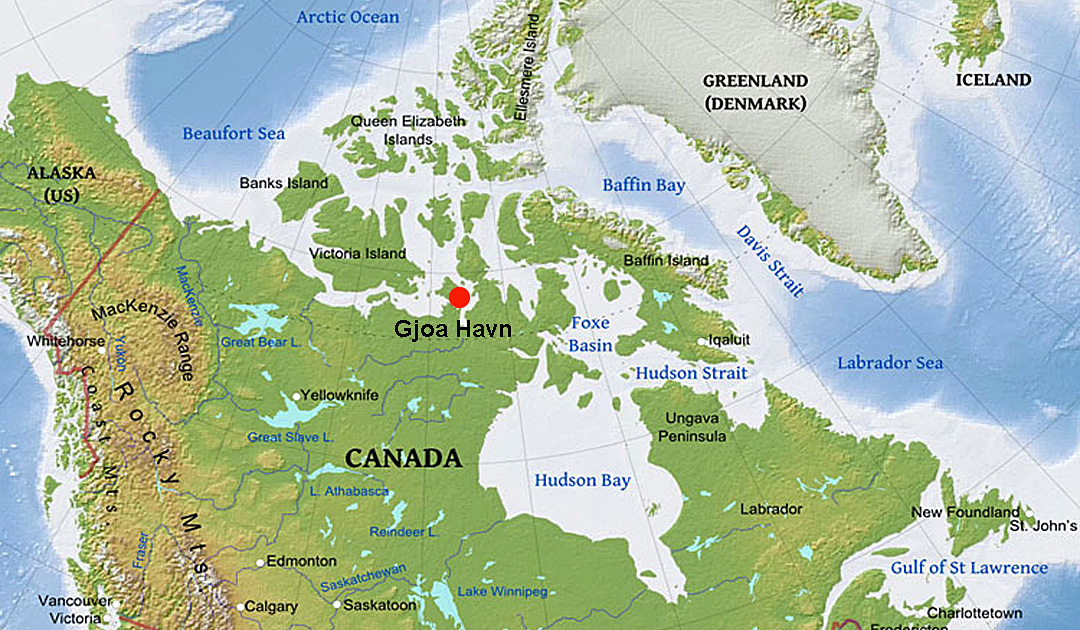 Arctic Ocean
Ellesmere Island
GREENLAND
(DENMARK)
ICELAND
Queen Elizabeth
Islands
Beaufort Sea
ALASKA
(US)
Banks Island
Baffin Bay
Victoria Island
Baffin Island
Davis Strait
MacKenzie
MacKenzie Range
Gjoa Havn
Foxe
Basin
Whitehorse
Yukon
Great Bear L.
Iqaluit
Labrador Sea
Hudson Strait
Coast Mts.
Rocky Mts.
Yellowknife
Ungava
Peninsula
Great Slave L.
CANADA
Hudson Bay
L. Athabasca
Labrador
New Foundland
St. John's
Reindeer L.
Fraser
Edmonton
Saskatchewan
Gulf of St Lawrence
Lake Winnipeg
Vancouver
Victoria
Calgary
Saskatoon
Charlottetown
Fredericton